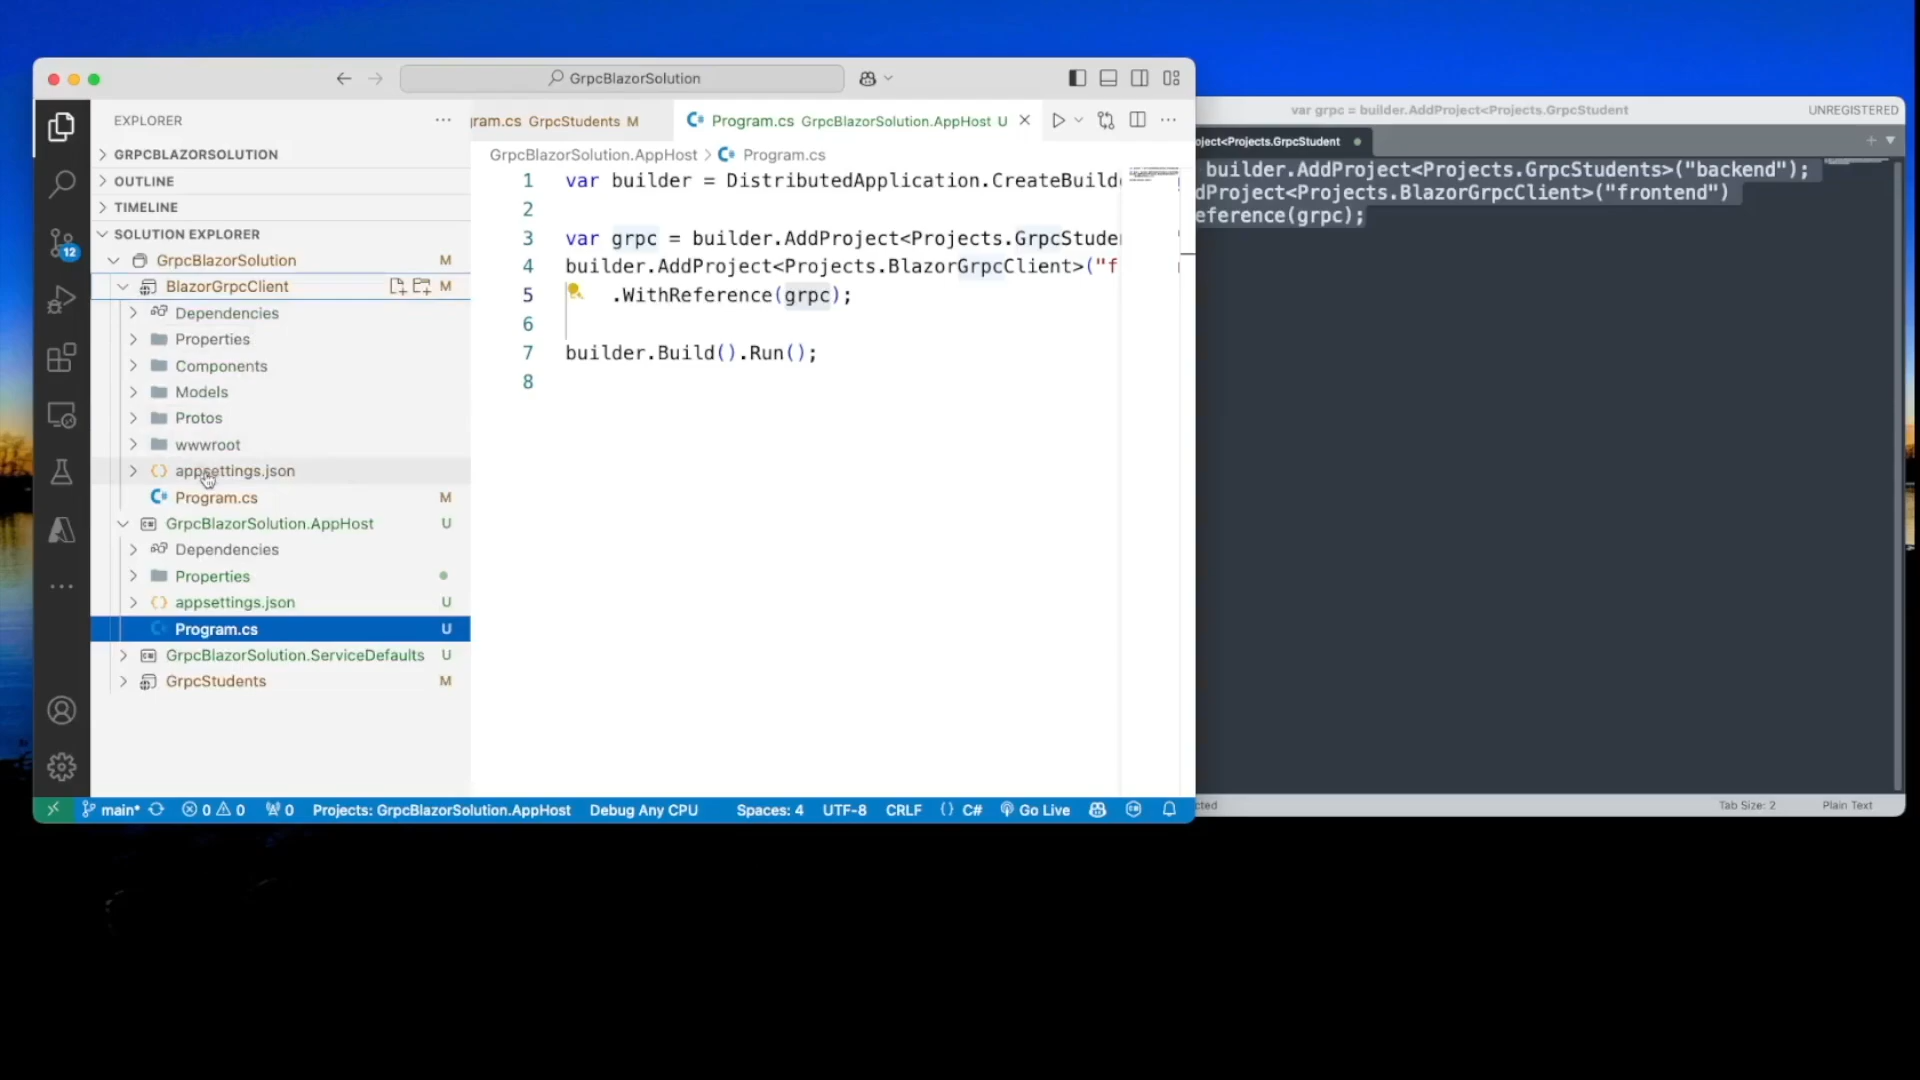 GrpcBlazorSolution
EXPLORER
GRPCBLAZORSOLUTION
OUTLINE
TIMELINE
SOLUTION EXPLORER
GrpcBlazorSolution M
BlazorGrpcClient M
Dependencies
Properties
Components
Models
Protos
wwwroot
appsettings.json
Program.cs M
GrpcBlazorSolution.AppHost U
Dependencies
Properties
appsettings.json U
Program.cs U
GrpcBlazorSolution.ServiceDefaults U
GrpcStudents M
12
ram.cs GrpcStudents M
Program.cs GrpcBlazorSolution.AppHost U
GrpcBlazorSolution.AppHost > Program.cs
1 var builder = DistributedApplication.CreateBuild
2
3 var grpc = builder.AddProject<Projects.GrpcStude
4 builder.AddProject<Projects.BlazorGrpcClient>("f
5 .WithReference(grpc);
6
7 builder.Build().Run();
8
main* 0 0 0 Projects: GrpcBlazorSolution.AppHost Debug Any CPU Spaces: 4 UTF-8 CRLF {} C# Go Live
var grpc = builder.AddProject<Projects.GrpcStudent UNREGISTERED
oject<Projects.GrpcStudent
builder.AddProject<Projects.GrpcStudents>("backend");
dProject<Projects.BlazorGrpcClient>("frontend")
eference(grpc);
cted Tab Size: 2 Plain Text